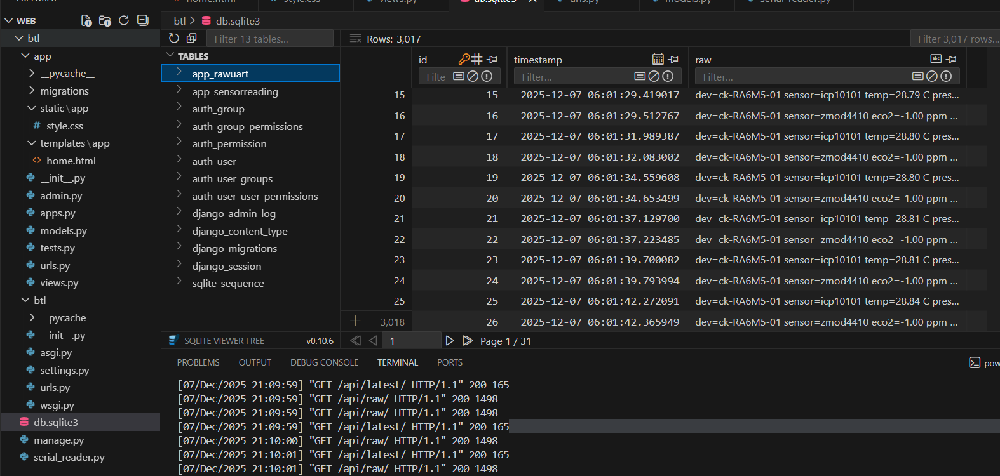 home.html style.css views.py db.sqlite3 urls.py models.py serial_reader.py
WEB
btl
app
__pycache__
migrations
static\app
style.css
templates\app
home.html
__init__.py
admin.py
apps.py
models.py
tests.py
urls.py
views.py
btl
__pycache__
__init__.py
asgi.py
settings.py
urls.py
wsgi.py
db.sqlite3
manage.py
serial_reader.py
btl > db.sqlite3
Filter 13 tables...
Rows: 3,017
Filter 3,017 rows...
TABLES
app_rawuart
app_sensorreading
auth_group
auth_group_permissions
auth_permission
auth_user
auth_user_groups
auth_user_user_permissions
django_admin_log
django_content_type
django_migrations
django_session
sqlite_sequence
SQLITE VIEWER FREE v0.10.6
id timestamp raw
Filte Filter... Filter...
15 15 2025-12-07 06:01:29.419017 dev=ck-RA6M5-01 sensor=icp10101 temp=28.79 C pres...
16 16 2025-12-07 06:01:29.512767 dev=ck-RA6M5-01 sensor=zmod4410 eco2=-1.00 ppm ...
17 17 2025-12-07 06:01:31.989387 dev=ck-RA6M5-01 sensor=icp10101 temp=28.80 C pres...
18 18 2025-12-07 06:01:32.083002 dev=ck-RA6M5-01 sensor=zmod4410 eco2=-1.00 ppm ...
19 19 2025-12-07 06:01:34.559608 dev=ck-RA6M5-01 sensor=icp10101 temp=28.80 C pres...
20 20 2025-12-07 06:01:34.653499 dev=ck-RA6M5-01 sensor=zmod4410 eco2=-1.00 ppm ...
21 21 2025-12-07 06:01:37.129700 dev=ck-RA6M5-01 sensor=icp10101 temp=28.81 C pres...
22 22 2025-12-07 06:01:37.223485 dev=ck-RA6M5-01 sensor=zmod4410 eco2=-1.00 ppm ...
23 23 2025-12-07 06:01:39.700082 dev=ck-RA6M5-01 sensor=icp10101 temp=28.81 C pres...
24 24 2025-12-07 06:01:39.793994 dev=ck-RA6M5-01 sensor=zmod4410 eco2=-1.00 ppm ...
25 25 2025-12-07 06:01:42.272091 dev=ck-RA6M5-01 sensor=icp10101 temp=28.84 C pres...
3,018 26 2025-12-07 06:01:42.365949 dev=ck-RA6M5-01 sensor=zmod4410 eco2=-1.00 ppm ...
1 Page 1 / 31
PROBLEMS OUTPUT DEBUG CONSOLE TERMINAL PORTS
pow
[07/Dec/2025 21:09:59] "GET /api/latest/ HTTP/1.1" 200 165
[07/Dec/2025 21:09:59] "GET /api/raw/ HTTP/1.1" 200 1498
[07/Dec/2025 21:09:59] "GET /api/raw/ HTTP/1.1" 200 1498
[07/Dec/2025 21:09:59] "GET /api/latest/ HTTP/1.1" 200 165
[07/Dec/2025 21:10:00] "GET /api/raw/ HTTP/1.1" 200 1498
[07/Dec/2025 21:10:01] "GET /api/latest/ HTTP/1.1" 200 165
[07/Dec/2025 21:10:01] "GET /api/raw/ HTTP/1.1" 200 1498